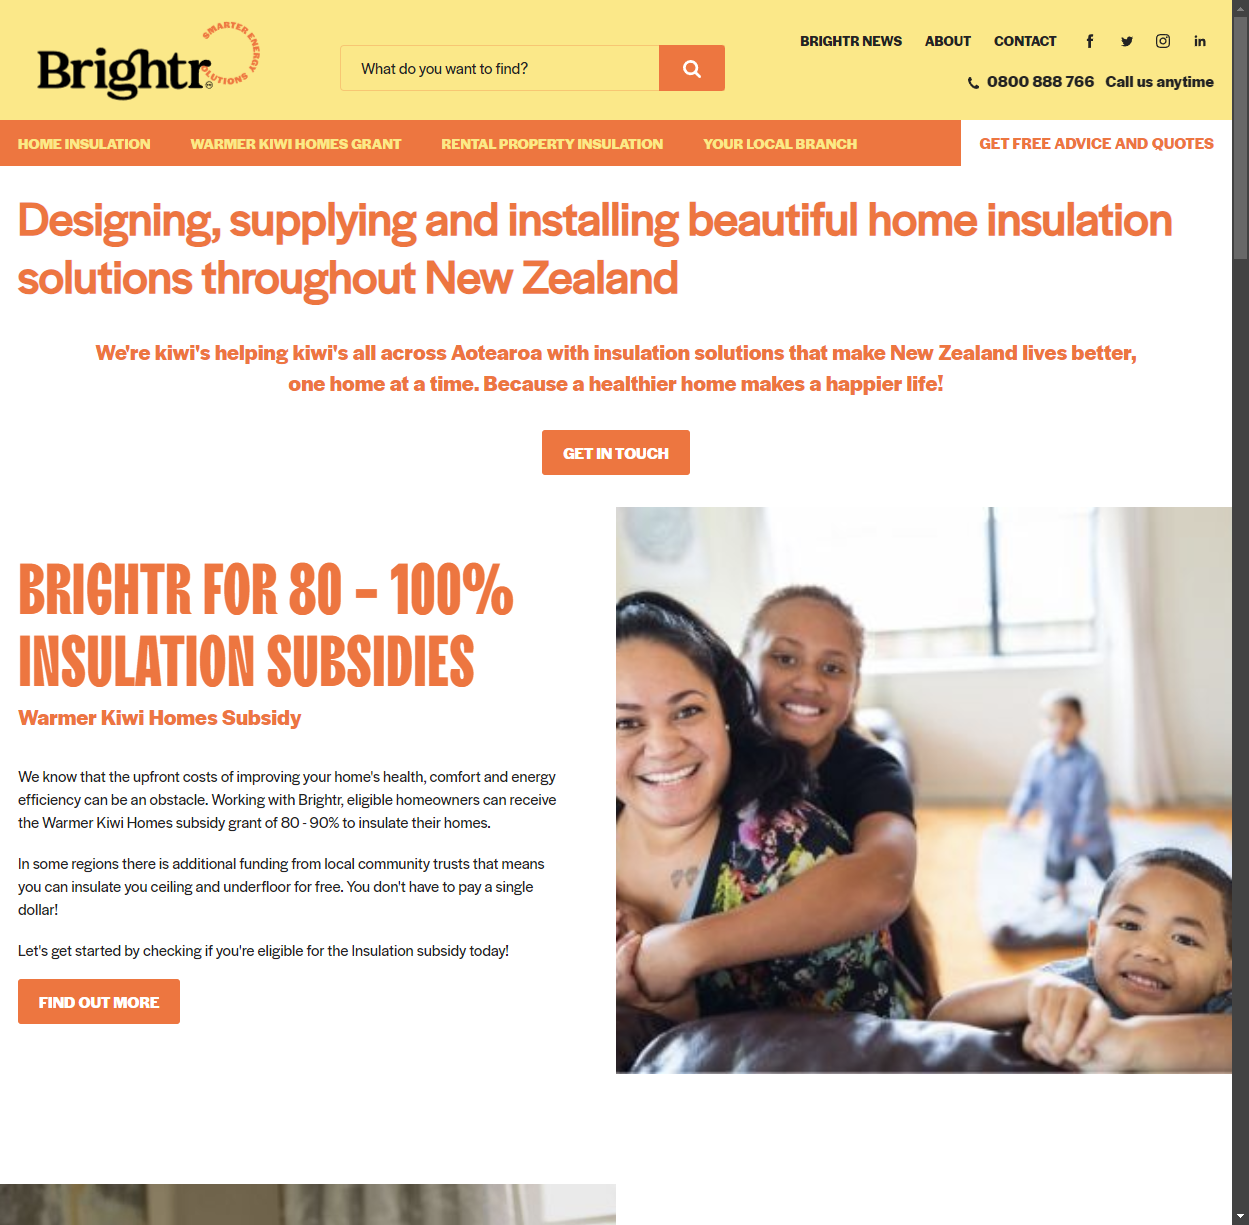 Brightr
SMARTER ENERGY
SOLUTIONS
What do you want to find?
BRIGHTR NEWS ABOUT CONTACT
0800 888 766 Call us anytime
HOME INSULATION WARMER KIWI HOMES GRANT RENTAL PROPERTY INSULATION YOUR LOCAL BRANCH GET FREE ADVICE AND QUOTES
Designing, supplying and installing beautiful home insulation
solutions throughout New Zealand
We're kiwi's helping kiwi's all across Aotearoa with insulation solutions that make New Zealand lives better,
one home at a time. Because a healthier home makes a happier life!
GET IN TOUCH
BRIGHTR FOR 80 – 100%
INSULATION SUBSIDIES
Warmer Kiwi Homes Subsidy
We know that the upfront costs of improving your home's health, comfort and energy
efficiency can be an obstacle. Working with Brightr, eligible homeowners can receive
the Warmer Kiwi Homes subsidy grant of 80 - 90% to insulate their homes.
In some regions there is additional funding from local community trusts that means
you can insulate you ceiling and underfloor for free. You don't have to pay a single
dollar!
Let's get started by checking if you're eligible for the Insulation subsidy today!
FIND OUT MORE